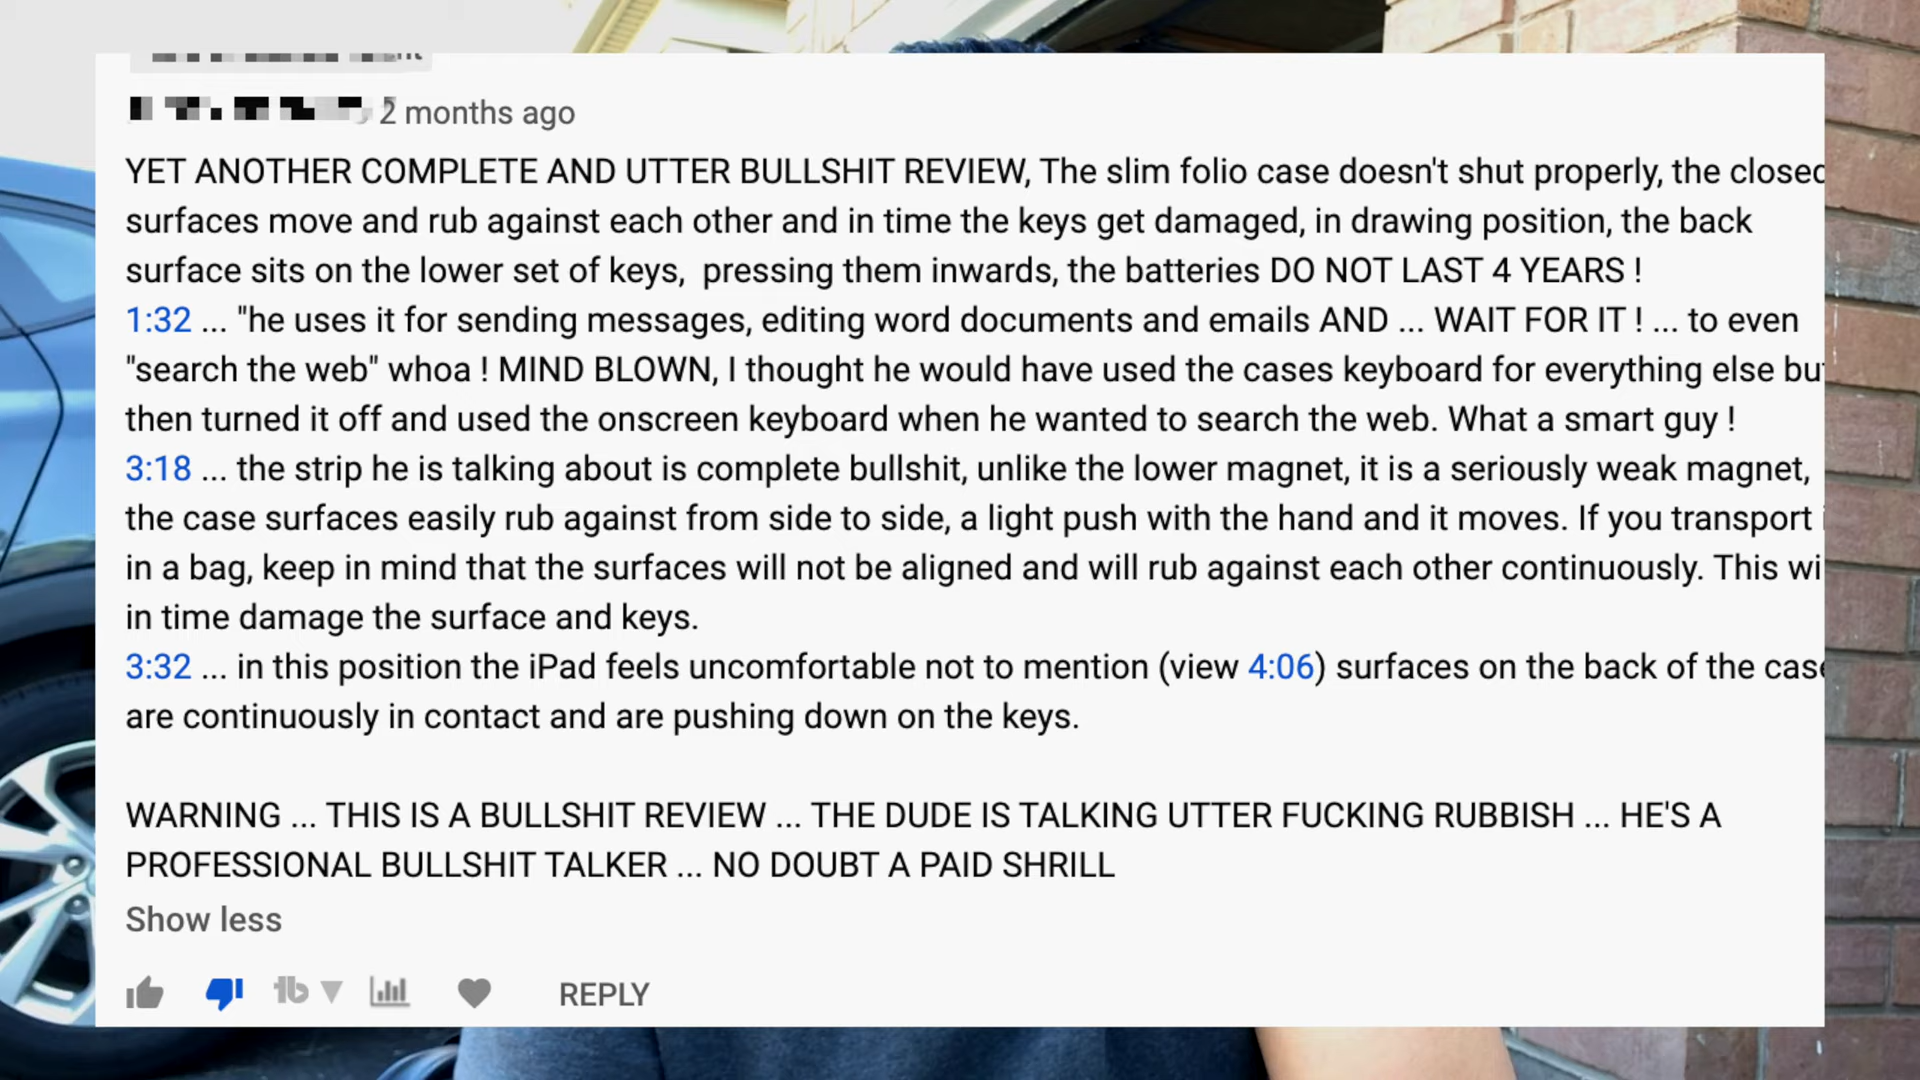 2 months ago
YET ANOTHER COMPLETE AND UTTER BULLSHIT REVIEW, The slim folio case doesn't shut properly, the closed
surfaces move and rub against each other and in time the keys get damaged, in drawing position, the back
surface sits on the lower set of keys,  pressing them inwards, the batteries DO NOT LAST 4 YEARS !
1:32 ... "he uses it for sending messages, editing word documents and emails AND ... WAIT FOR IT ! ... to even
"search the web" whoa ! MIND BLOWN, I thought he would have used the cases keyboard for everything else but
then turned it off and used the onscreen keyboard when he wanted to search the web. What a smart guy !
3:18 ... the strip he is talking about is complete bullshit, unlike the lower magnet, it is a seriously weak magnet,
the case surfaces easily rub against from side to side, a light push with the hand and it moves. If you transport
in a bag, keep in mind that the surfaces will not be aligned and will rub against each other continuously. This wi
in time damage the surface and keys.
3:32 ... in this position the iPad feels uncomfortable not to mention (view 4:06) surfaces on the back of the case
are continuously in contact and are pushing down on the keys.
WARNING ... THIS IS A BULLSHIT REVIEW ... THE DUDE IS TALKING UTTER FUCKING RUBBISH ... HE'S A
PROFESSIONAL BULLSHIT TALKER ... NO DOUBT A PAID SHRILL
Show less
REPLY